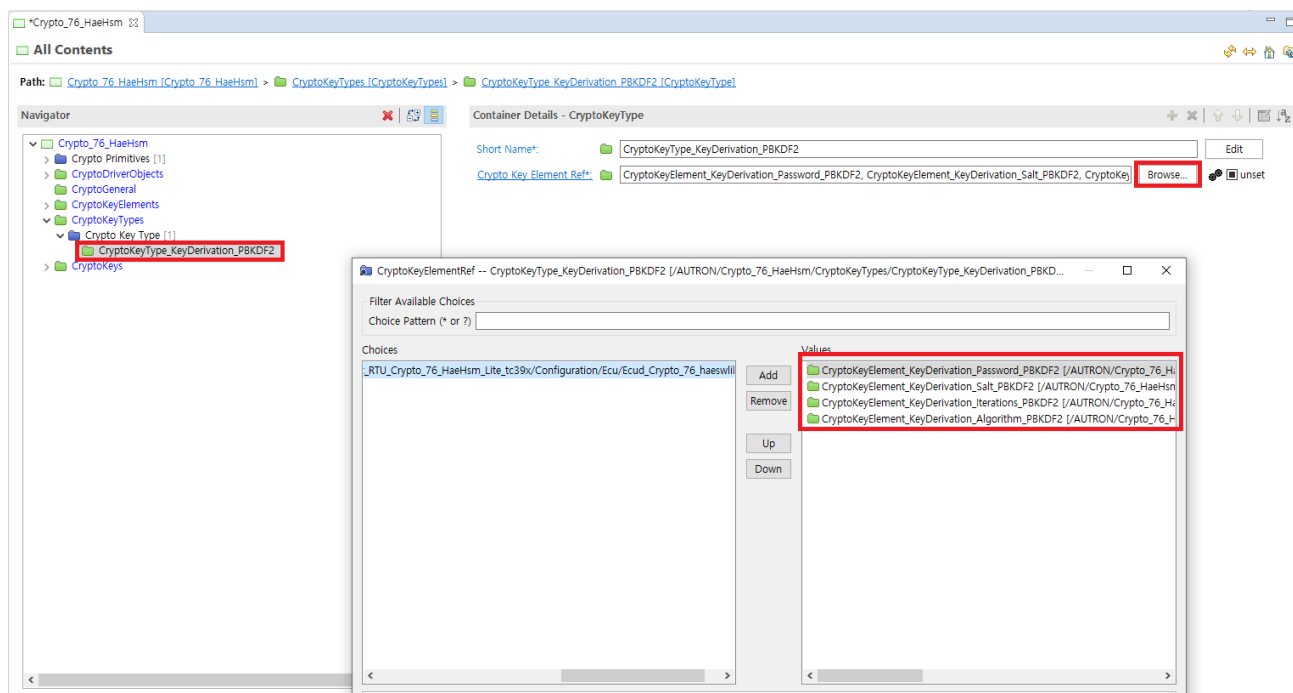 *Crypto_76_HaeHsm
All Contents
Path: Crypto_76_HaeHsm [Crypto_76_HaeHsm] > CryptoKeyTypes [CryptoKeyTypes] > CryptoKeyType_KeyDerivation_PBKDF2 [CryptoKeyType]
Navigator
Crypto_76_HaeHsm
Crypto Primitives [1]
CryptoDriverObjects
CryptoGeneral
CryptoKeyElements
CryptoKeyTypes
Crypto Key Type [1]
CryptoKeyType_KeyDerivation_PBKDF2
CryptoKeys
Container Details - CryptoKeyType
Short Name*: CryptoKeyType_KeyDerivation_PBKDF2 Edit
Crypto Key Element Ref*: CryptoKeyElement_KeyDerivation_Password_PBKDF2, CryptoKeyElement_KeyDerivation_Salt_PBKDF2, CryptoKey Browse... unset
CryptoKeyElementRef -- CryptoKeyType_KeyDerivation_PBKDF2 [/AUTRON/Crypto_76_HaeHsm/CryptoKeyTypes/CryptoKeyType_KeyDerivation_PBKD...
Filter Available Choices
Choice Pattern (* or ?)
Choices
:_RTU_Crypto_76_HaeHsm_Lite_tc39x/Configuration/Ecu/Ecud_Crypto_76_haeswlil
Add
Remove
Up
Down
Values
CryptoKeyElement_KeyDerivation_Password_PBKDF2 [/AUTRON/Crypto_76_Ha
CryptoKeyElement_KeyDerivation_Salt_PBKDF2 [/AUTRON/Crypto_76_HaeHsn
CryptoKeyElement_KeyDerivation_Iterations_PBKDF2 [/AUTRON/Crypto_76_Ha
CryptoKeyElement_KeyDerivation_Algorithm_PBKDF2 [/AUTRON/Crypto_76_H